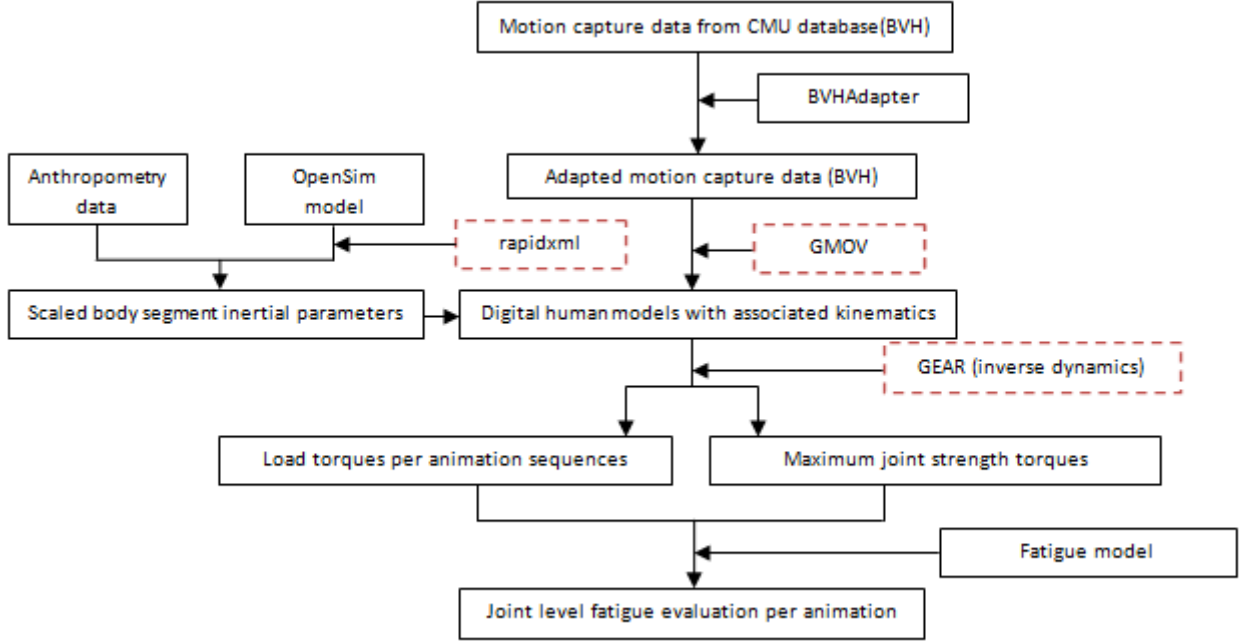 Motion capture data from CMU database(BVH)
BVHAdapter
Anthropometry
data
OpenSim
model
Adapted motion capture data (BVH)
rapidxml
GMOV
Scaled body segment inertial parameters
Digital human models with associated kinematics
GEAR (inverse dynamics)
Load torques per animation sequences
Maximum joint strength torques
Fatigue model
Joint level fatigue evaluation per animation